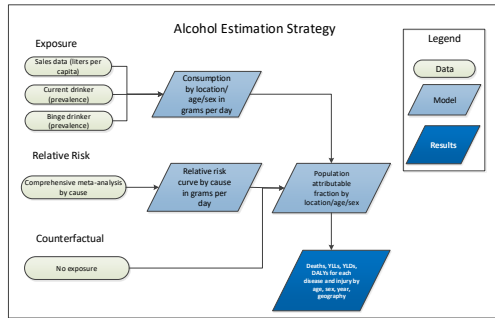 Alcohol Estimation Strategy
Exposure
Sales data (liters per
capita)
Current drinker
(prevalence)
Binge drinker
(prevalence)
Consumption
by location/
age/sex in
grams per day
Relative Risk
Comprehensive meta-analysis
by cause
Relative risk
curve by cause
in grams per
day
Population
attributable
fraction by
location/age/sex
Counterfactual
No exposure
Deaths, YLLs, YLDs,
DALYs for each
disease and injury by
age, sex, year,
geography
Legend
Data
Model
Results